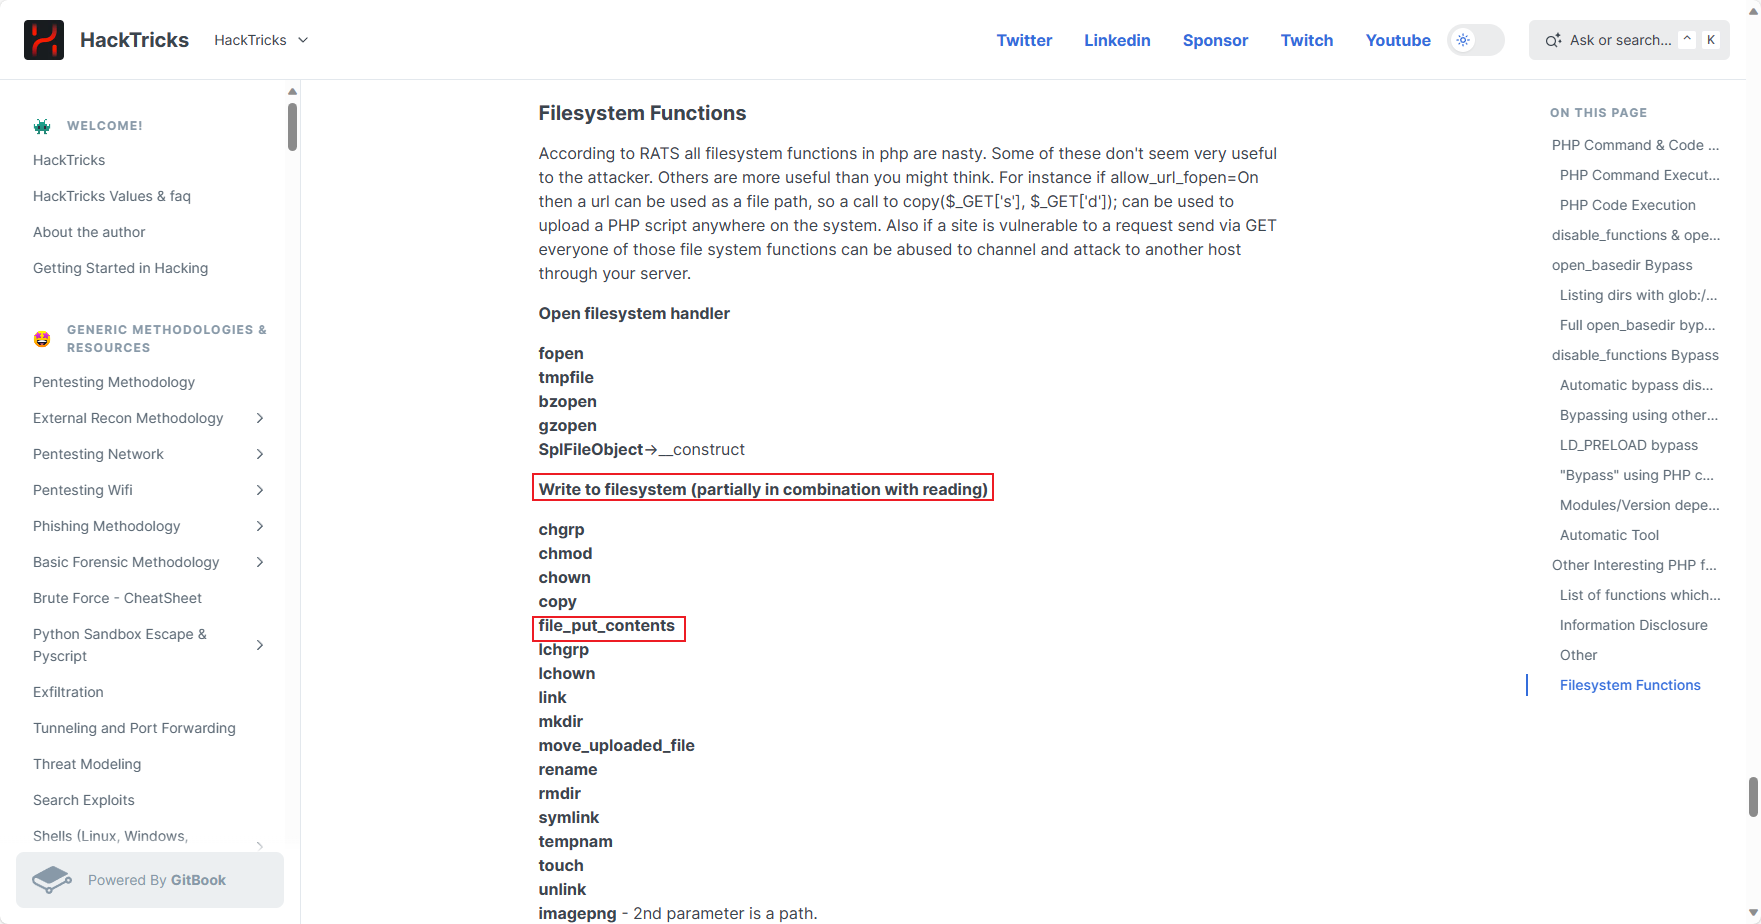 HackTricks
HackTricks
Twitter
Linkedin
Sponsor
Twitch
Youtube
Ask or search...
^
K
WELCOME!
HackTricks
HackTricks Values & faq
About the author
Getting Started in Hacking
GENERIC METHODOLOGIES &
RESOURCES
Pentesting Methodology
External Recon Methodology
Pentesting Network
Pentesting Wifi
Phishing Methodology
Basic Forensic Methodology
Brute Force - CheatSheet
Python Sandbox Escape &
Pyscript
Exfiltration
Tunneling and Port Forwarding
Threat Modeling
Search Exploits
Shells (Linux, Windows,
Powered By GitBook
Filesystem Functions
According to RATS all filesystem functions in php are nasty. Some of these don't seem very useful
to the attacker. Others are more useful than you might think. For instance if allow_url_fopen=On
then a url can be used as a file path, so a call to copy($_GET['s'], $_GET['d']); can be used to
upload a PHP script anywhere on the system. Also if a site is vulnerable to a request send via GET
everyone of those file system functions can be abused to channel and attack to another host
through your server.
Open filesystem handler
fopen
tmpfile
bzopen
gzopen
SplFileObject→__construct
Write to filesystem (partially in combination with reading)
chgrp
chmod
chown
copy
file_put_contents
lchgrp
lchown
link
mkdir
move_uploaded_file
rename
rmdir
symlink
tempnam
touch
unlink
imagepng - 2nd parameter is a path.
ON THIS PAGE
PHP Command & Code ...
PHP Command Execut...
PHP Code Execution
disable_functions & ope...
open_basedir Bypass
Listing dirs with glob:/...
Full open_basedir byp...
disable_functions Bypass
Automatic bypass dis...
Bypassing using other...
LD_PRELOAD bypass
"Bypass" using PHP c...
Modules/Version depe...
Automatic Tool
Other Interesting PHP f...
List of functions which...
Information Disclosure
Other
Filesystem Functions